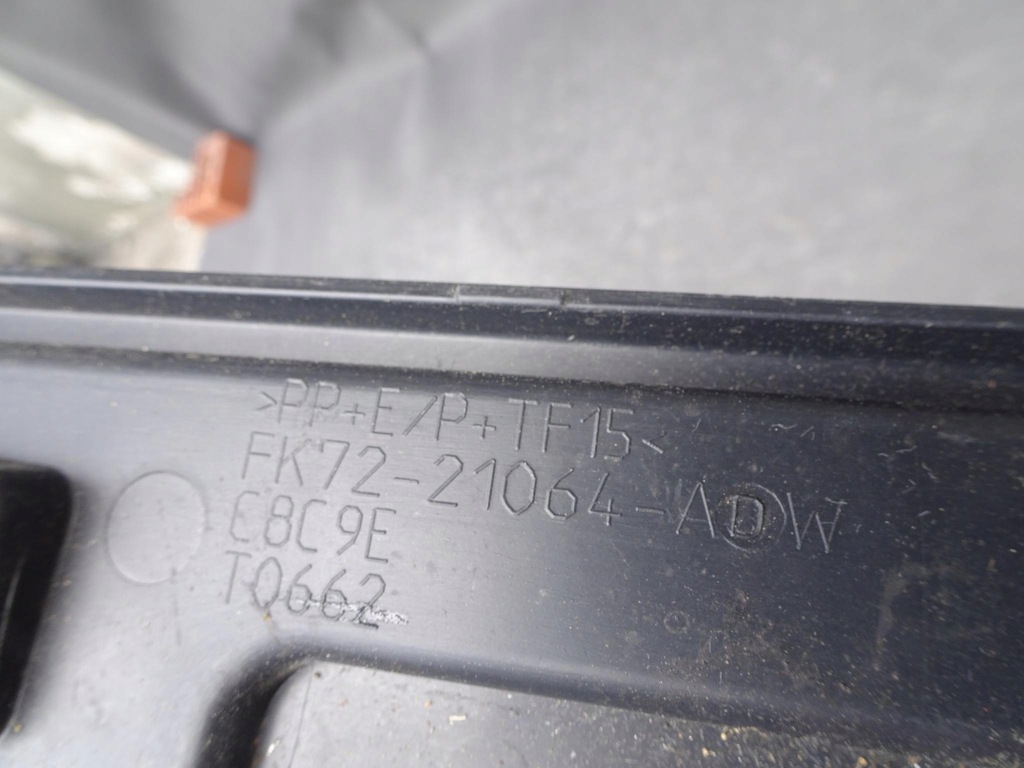 >PP+E/P+TF15<
FK72-21064-ADW
C8C9E
T0662